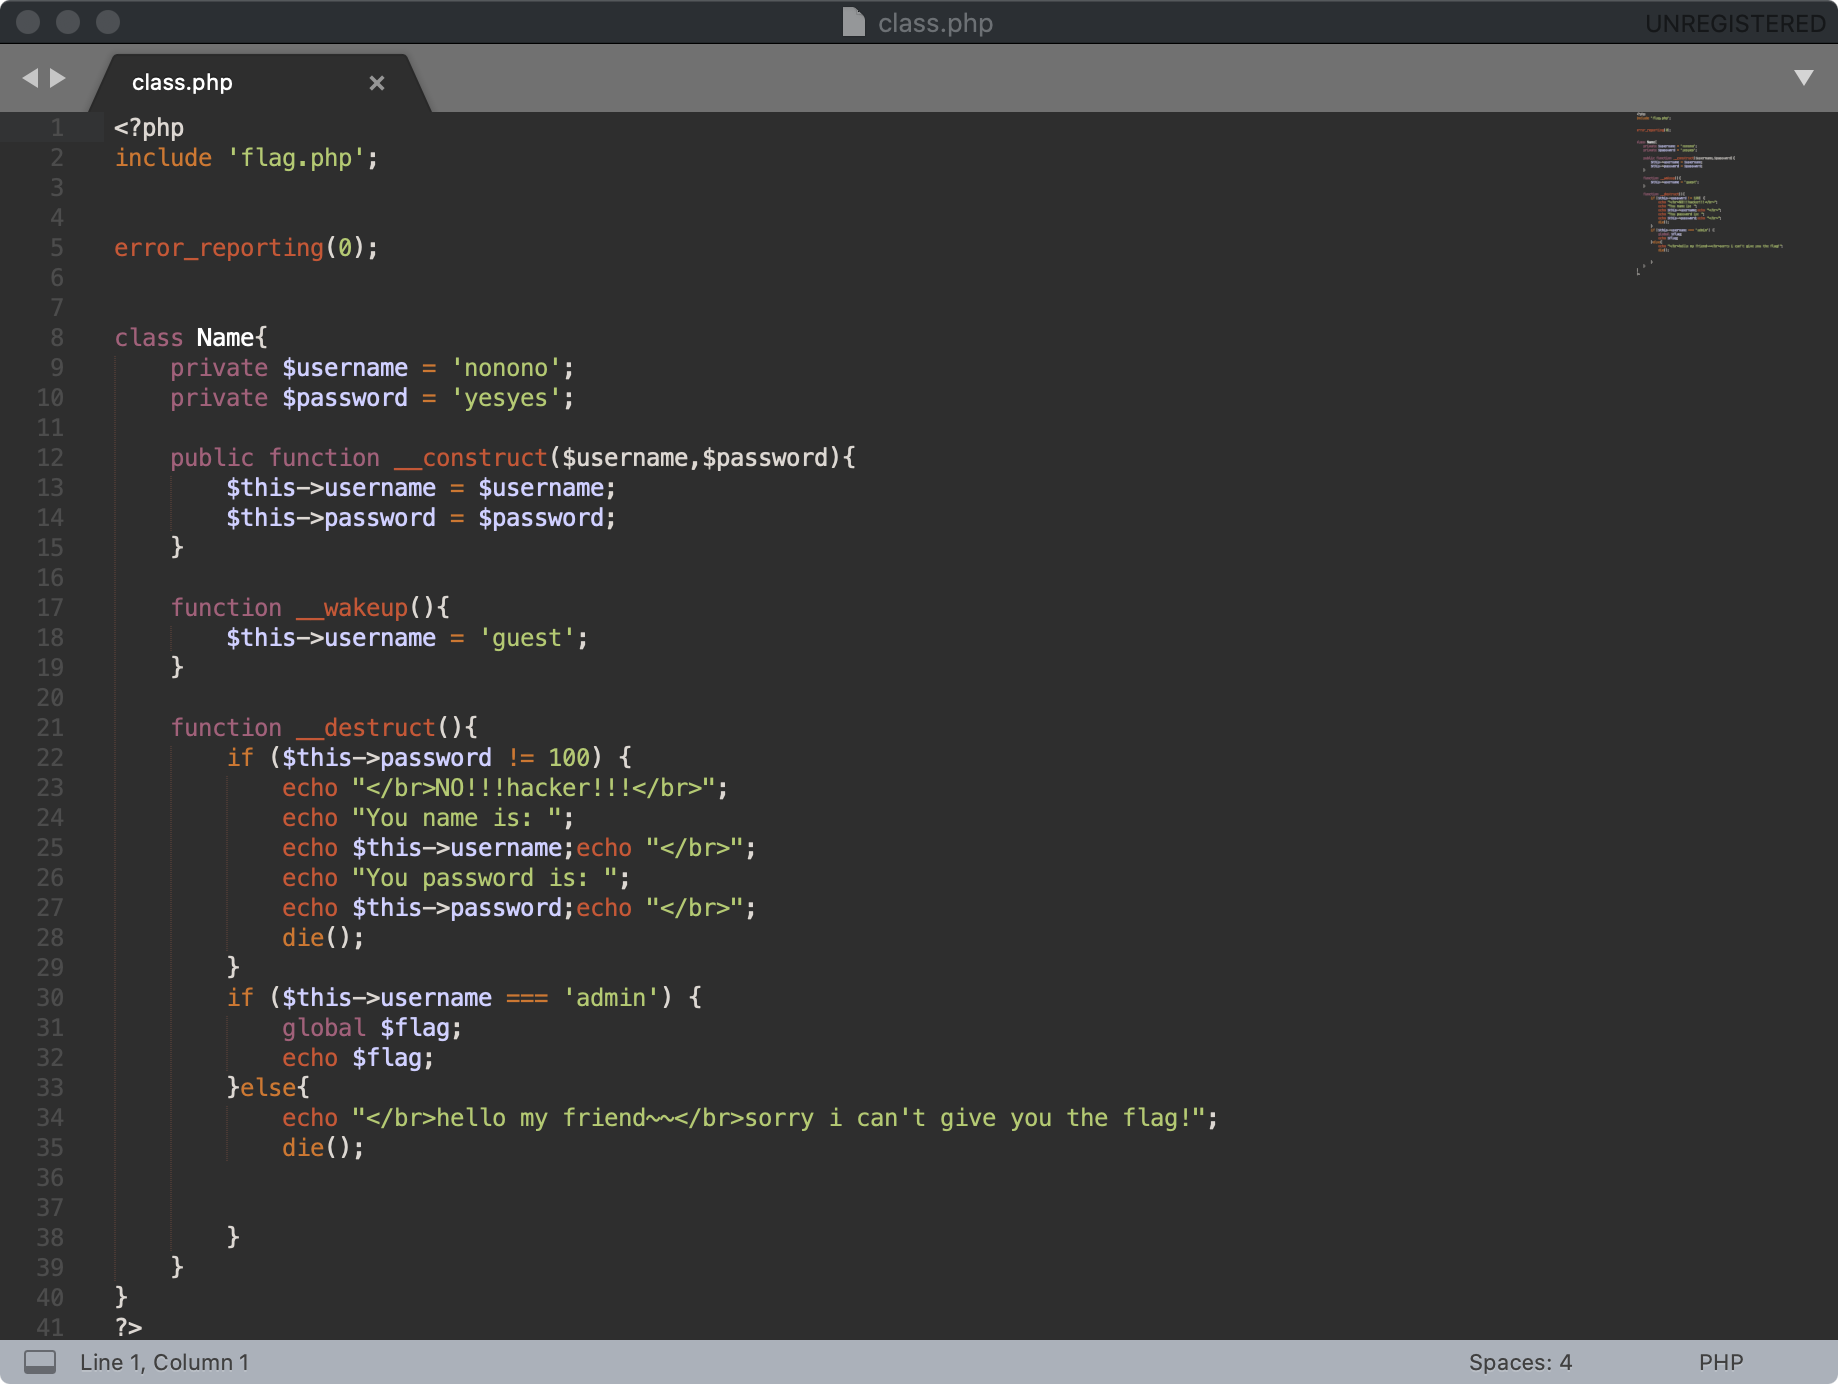 class.php
UNREGISTERED
class.php
1 <?php
2 include 'flag.php';
3
4
5 error_reporting(0);
6
7
8 class Name{
9     private $username = 'nonono';
10     private $password = 'yesyes';
11
12     public function __construct($username,$password){
13         $this->username = $username;
14         $this->password = $password;
15     }
16
17     function __wakeup(){
18         $this->username = 'guest';
19     }
20
21     function __destruct(){
22         if ($this->password != 100) {
23             echo "</br>NO!!!hacker!!!</br>";
24             echo "You name is: ";
25             echo $this->username;echo "</br>";
26             echo "You password is: ";
27             echo $this->password;echo "</br>";
28             die();
29         }
30         if ($this->username === 'admin') {
31             global $flag;
32             echo $flag;
33         }else{
34             echo "</br>hello my friend~~</br>sorry i can't give you the flag!";
35             die();
36
37
38         }
39     }
40 }
41 ?>
Line 1, Column 1
Spaces: 4
PHP